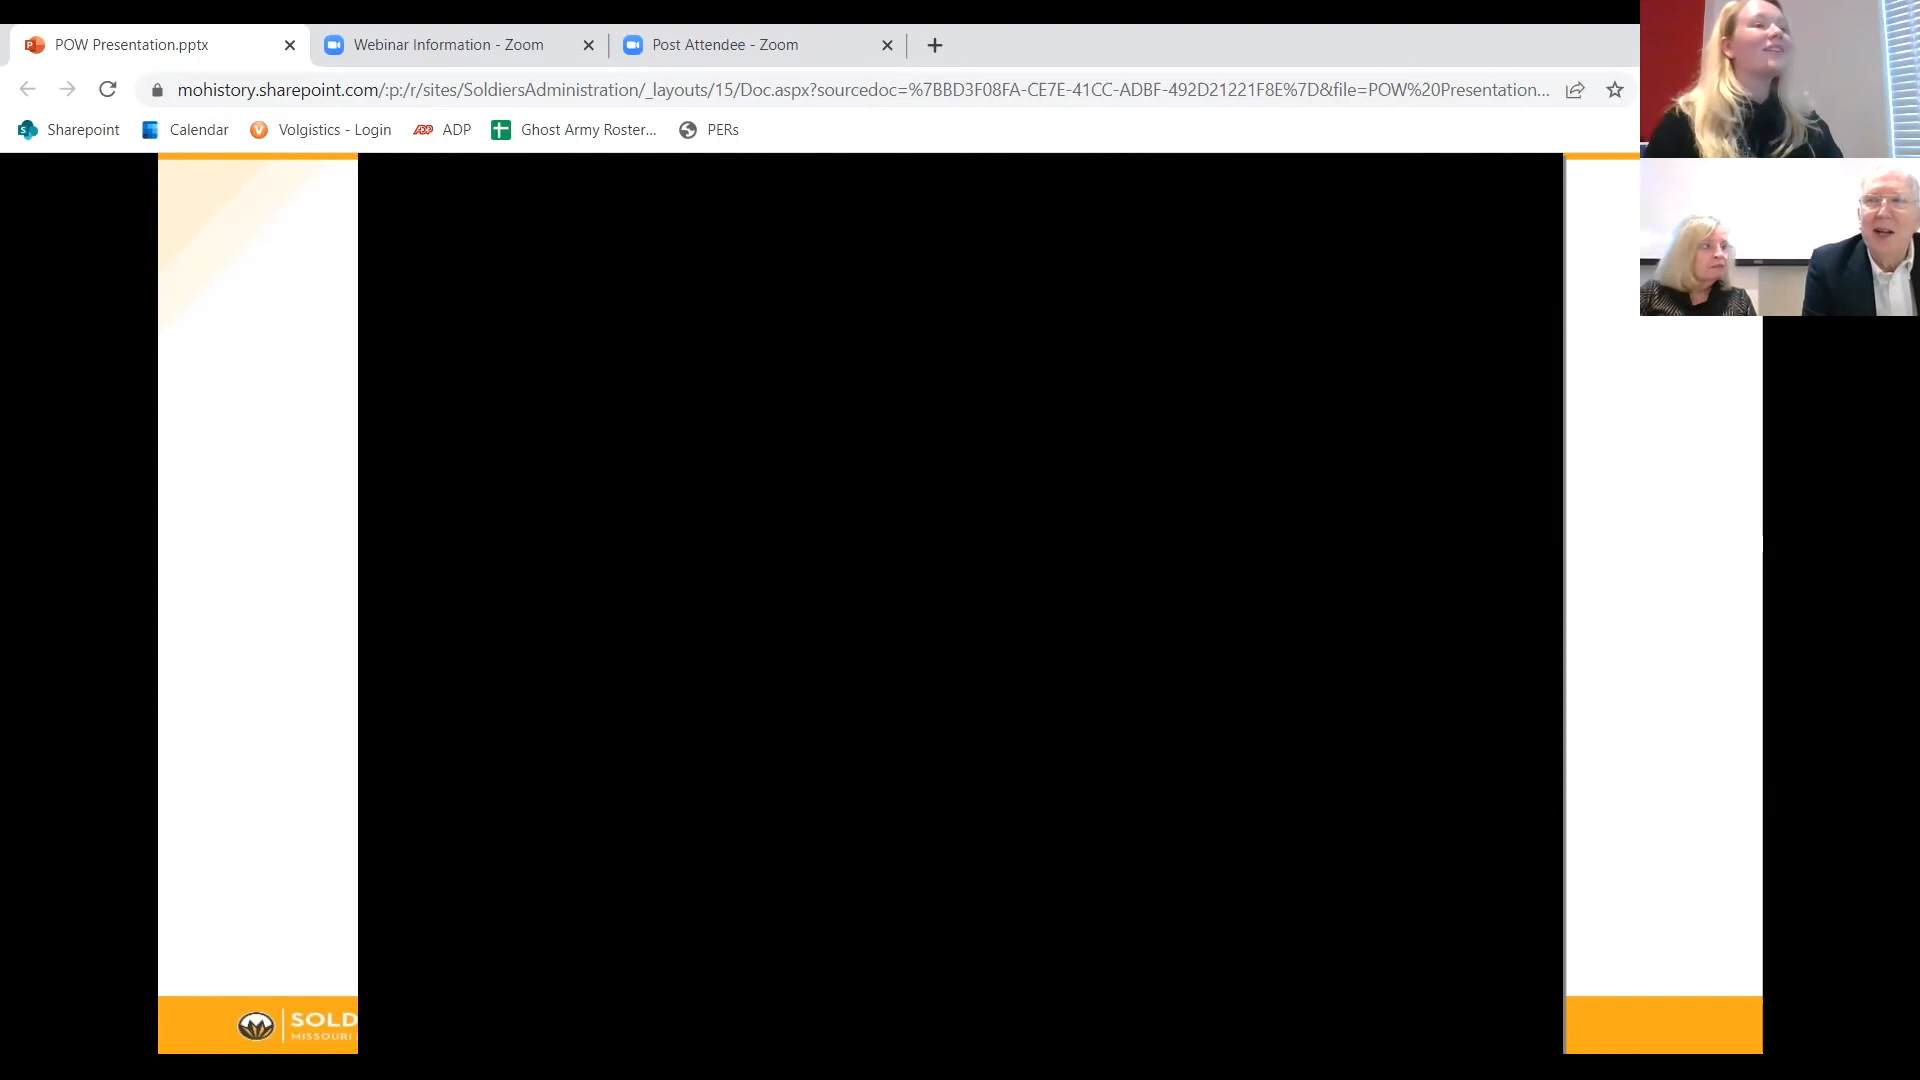 POW Presentation.pptx
Webinar Information - Zoom
Post Attendee - Zoom
mohistory.sharepoint.com/:p:/r/sites/SoldiersAdministration/_layouts/15/Doc.aspx?sourcedoc=%7BBD3F08FA-CE7E-41CC-ADBF-492D21221F8E%7D&file=POW%20Presentation...
Sharepoint
Calendar
Volgistics - Login
ADP
Ghost Army Roster...
PERs
SOLD
MISSOURI